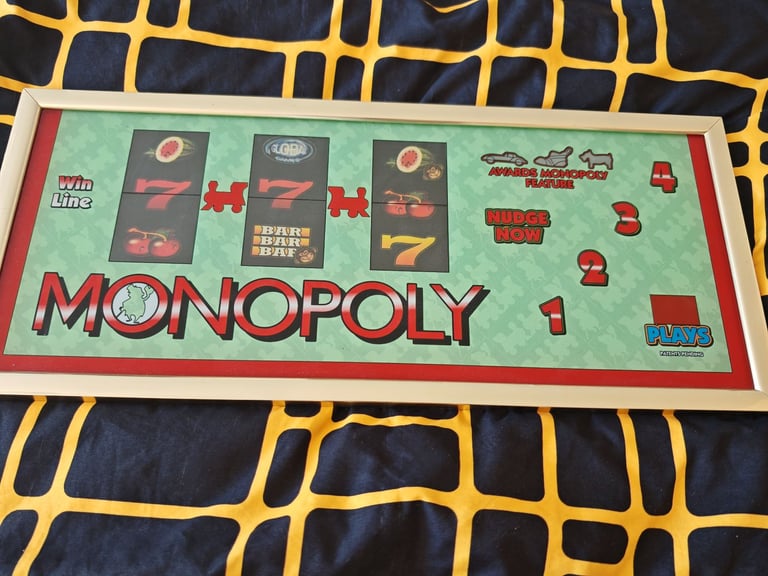 Win
Line
7
7
GLOBAL
BAR
BAR
BAR
7
AWARDS MONOPOLY
FEATURE
NUDGE
NOW
4
3
2
1
MONOPOLY
PLAYS
PATENTS PENDING